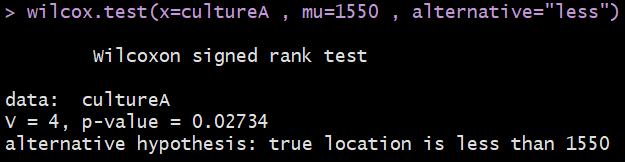 > wilcox.test(x=cultureA , mu=1550 , alternative="less")
Wilcoxon signed rank test
data:  cultureA
V = 4, p-value = 0.02734
alternative hypothesis: true location is less than 1550